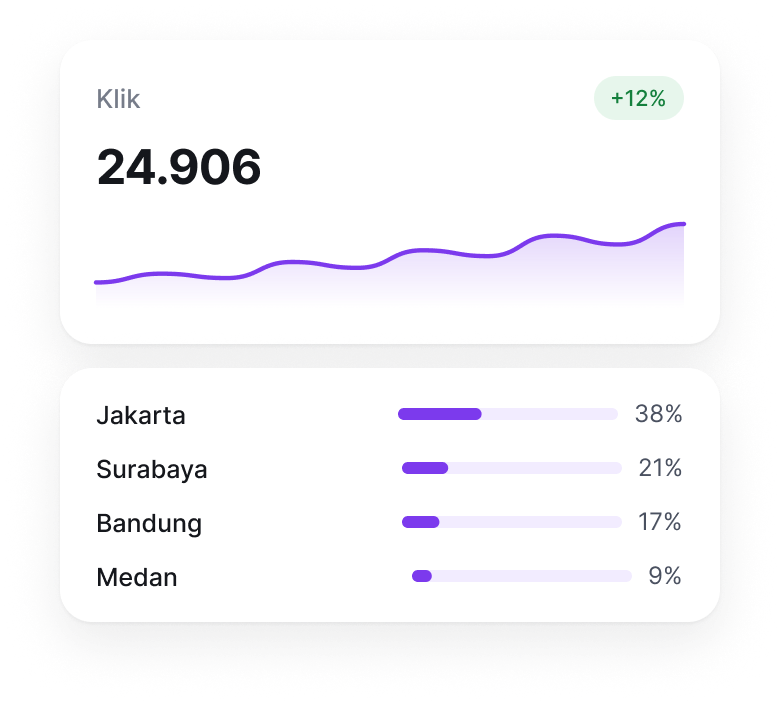 Klik
+12%
24.906
Jakarta 38%
Surabaya 21%
Bandung 17%
Medan 9%